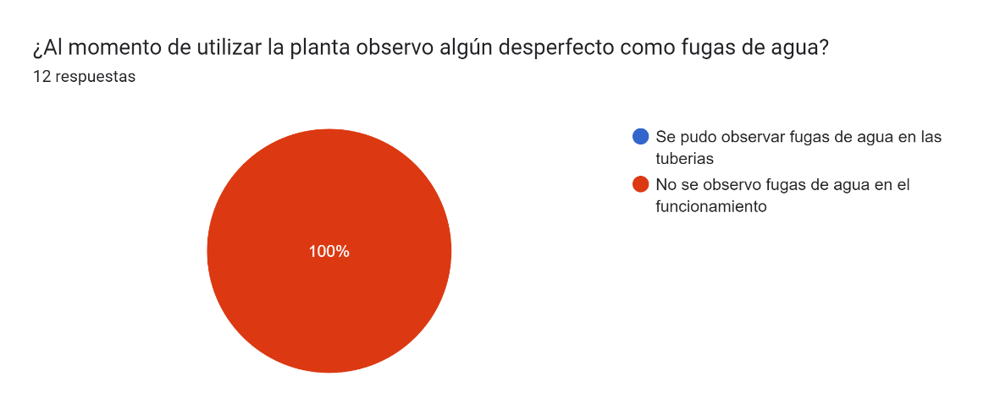 ¿Al momento de utilizar la planta observo algún desperfecto como fugas de agua?
12 respuestas
100%
Se pudo observar fugas de agua en las
tuberias
No se observo fugas de agua en el
funcionamiento